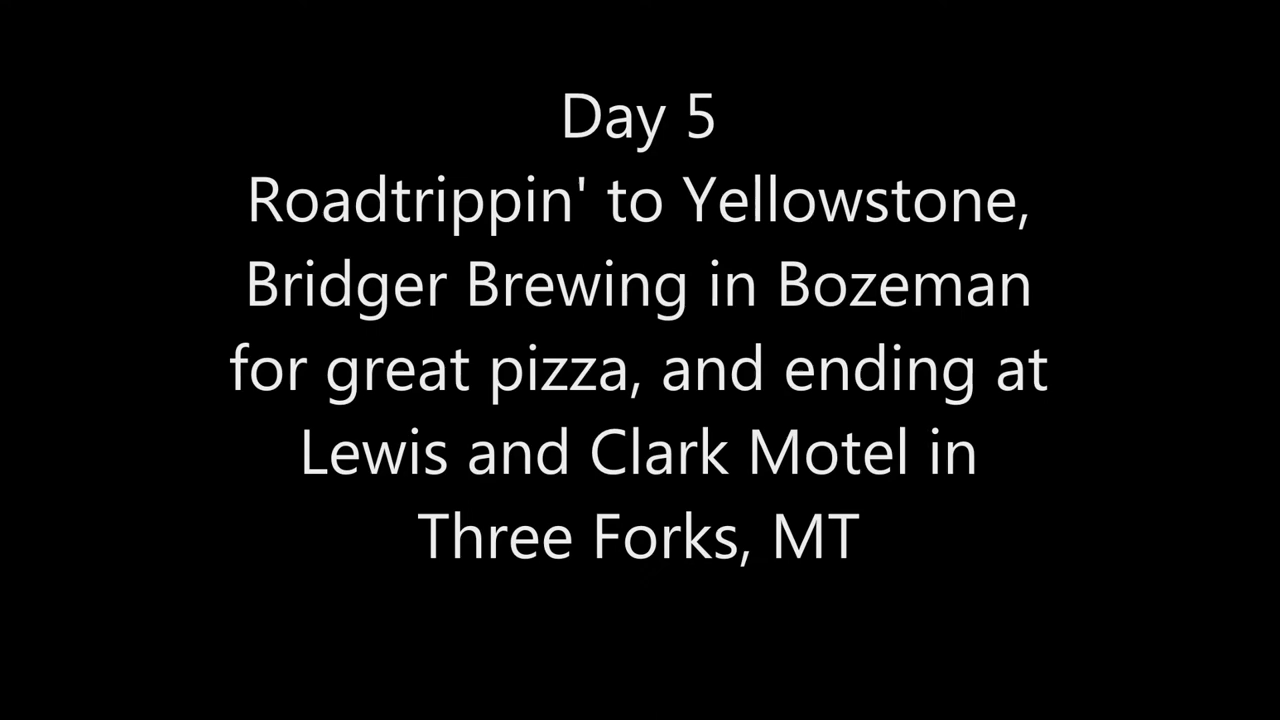 Day 5
Roadtrippin' to Yellowstone,
Bridger Brewing in Bozeman
for great pizza, and ending at
Lewis and Clark Motel in
Three Forks, MT